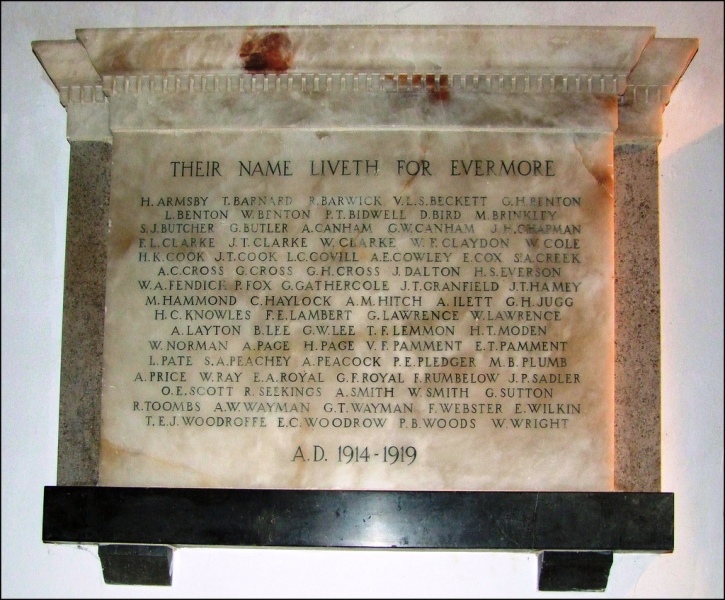 THEIR NAME LIVETH FOR EVERMORE
H. ARMSBY T. BARNARD R. BARWICK V.L.S. BECKETT G.H. BENTON
L. BENTON W. BENTON P.T. BIDWELL D. BIRD M. BRINKLEY
S.J. BUTCHER G. BUTLER A. CANHAM G.W. CANHAM J.H. CHAPMAN
F.L. CLARKE J.T. CLARKE W. CLARKE W.F. CLAYDON W. COLE
H.K. COOK J.T. COOK L.C. COVILL A.E. COWLEY E. COX S.A. CREEK
A.C. CROSS G. CROSS G.H. CROSS J. DALTON H.S. EVERSON
W.A. FENDICK P. FOX G. GATHERCOLE J.T. GRANFIELD J.T. HAMEY
M. HAMMOND C. HAYLOCK A.M. HITCH A. ILETT G.H. JUGG
H.C. KNOWLES F.E. LAMBERT G. LAWRENCE W. LAWRENCE
A. LAYTON B. LEE G.W. LEE T.F. LEMMON H.T. MODEN
W. NORMAN A. PAGE H. PAGE V.F. PAMMENT E.T. PAMMENT
L. PATE S.A. PEACHEY A. PEACOCK P.E. PLEDGER M.B. PLUMB
A. PRICE W. RAY E.A. ROYAL G.F. ROYAL F. RUMBELOW J.P. SADLER
O.E. SCOTT R. SEEKINGS A. SMITH W. SMITH G. SUTTON
R. TOOMBS A.W. WAYMAN G.T. WAYMAN F. WEBSTER E. WILKIN
T.E.J. WOODROFFE E.C. WOODROW P.B. WOODS W. WRIGHT
A.D. 1914-1919